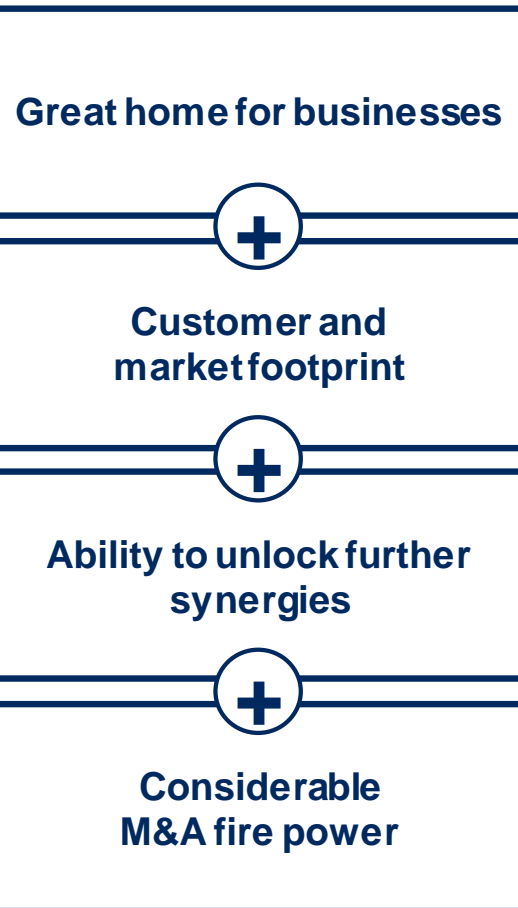 Great home for businesses
+
Customer and
market footprint
+
Ability to unlock further
synergies
+
Considerable
M&A fire power